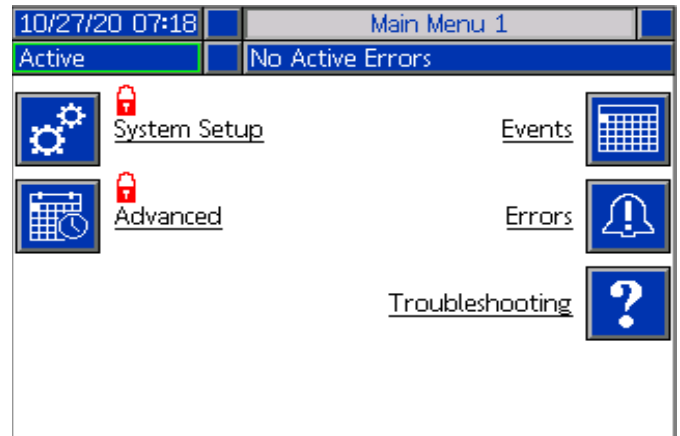 10/27/20 07:18 Main Menu 1
Active No Active Errors
System Setup Events
Advanced Errors
Troubleshooting